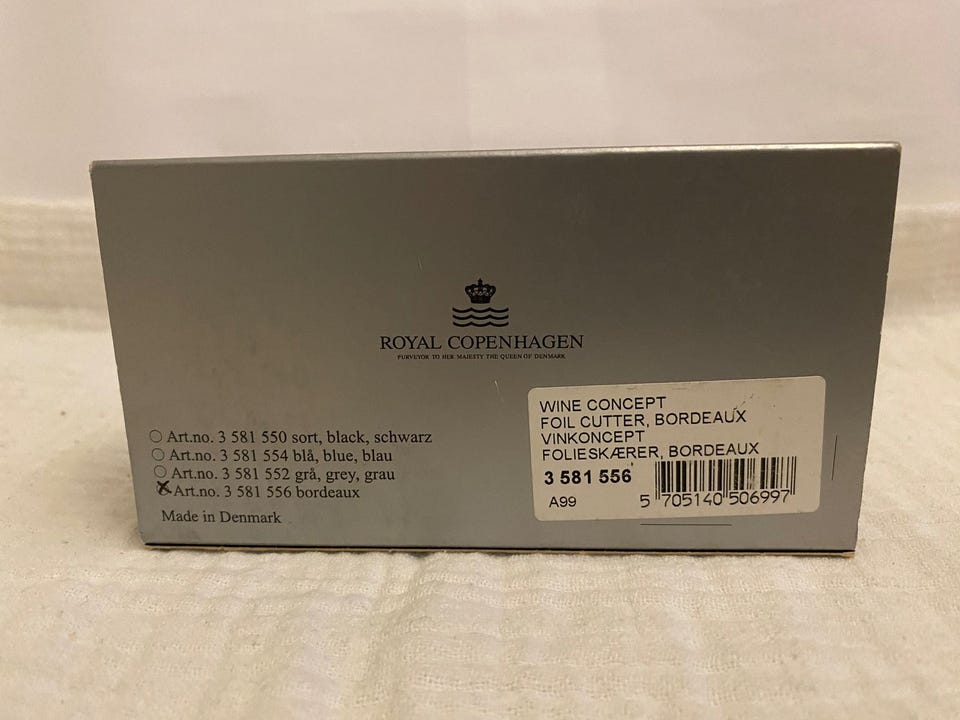 ROYAL COPENHAGEN
PURVEYOR TO HER MAJESTY THE QUEEN OF DENMARK
Art.no. 3 581 550 sort, black, schwarz
Art.no. 3 581 554 blå, blue, blau
Art.no. 3 581 552 grå, grey, grau
Art.no. 3 581 556 bordeaux
Made in Denmark
WINE CONCEPT
FOIL CUTTER, BORDEAUX
VINKONCEPT
FOLIESKÆRER, BORDEAUX
3 581 556
A99
5 705140 506997